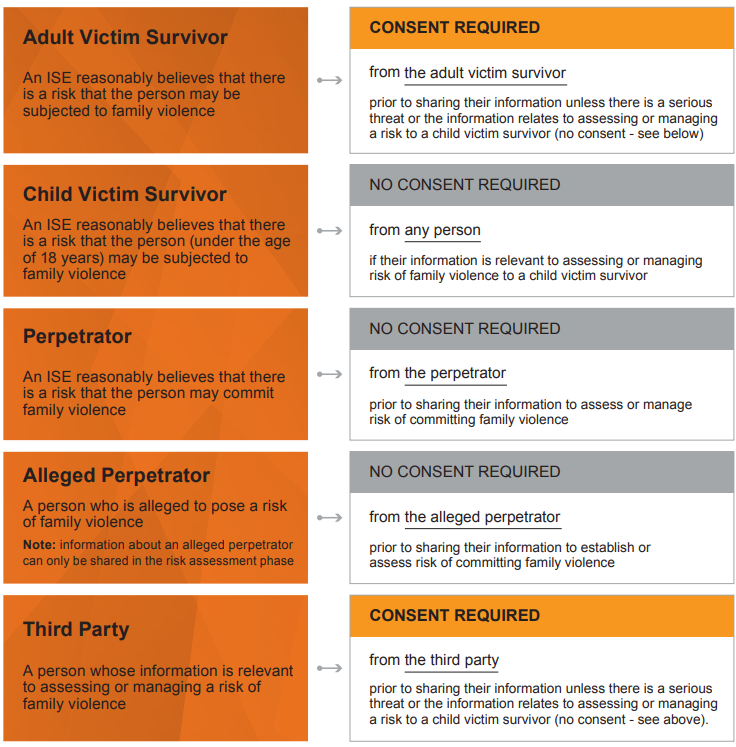 Adult Victim Survivor
An ISE reasonably believes that there
is a risk that the person may be
subjected to family violence
CONSENT REQUIRED
from the adult victim survivor
prior to sharing their information unless there is a serious
threat or the information relates to assessing or managing
a risk to a child victim survivor (no consent - see below)
Child Victim Survivor
An ISE reasonably believes that there
is a risk that the person (under the age
of 18 years) may be subjected to
family violence
NO CONSENT REQUIRED
from any person
if their information is relevant to assessing or managing
risk of family violence to a child victim survivor
Perpetrator
An ISE reasonably believes that there
is a risk that the person may commit
family violence
NO CONSENT REQUIRED
from the perpetrator
prior to sharing their information to assess or manage
risk of committing family violence
Alleged Perpetrator
A person who is alleged to pose a risk
of family violence
Note: information about an alleged perpetrator
can only be shared in the risk assessment phase
NO CONSENT REQUIRED
from the alleged perpetrator
prior to sharing their information to establish or
assess risk of committing family violence
Third Party
A person whose information is relevant
to assessing or managing a risk of
family violence
CONSENT REQUIRED
from the third party
prior to sharing their information unless there is a serious
threat or the information relates to assessing or managing
a risk to a child victim survivor (no consent - see above).